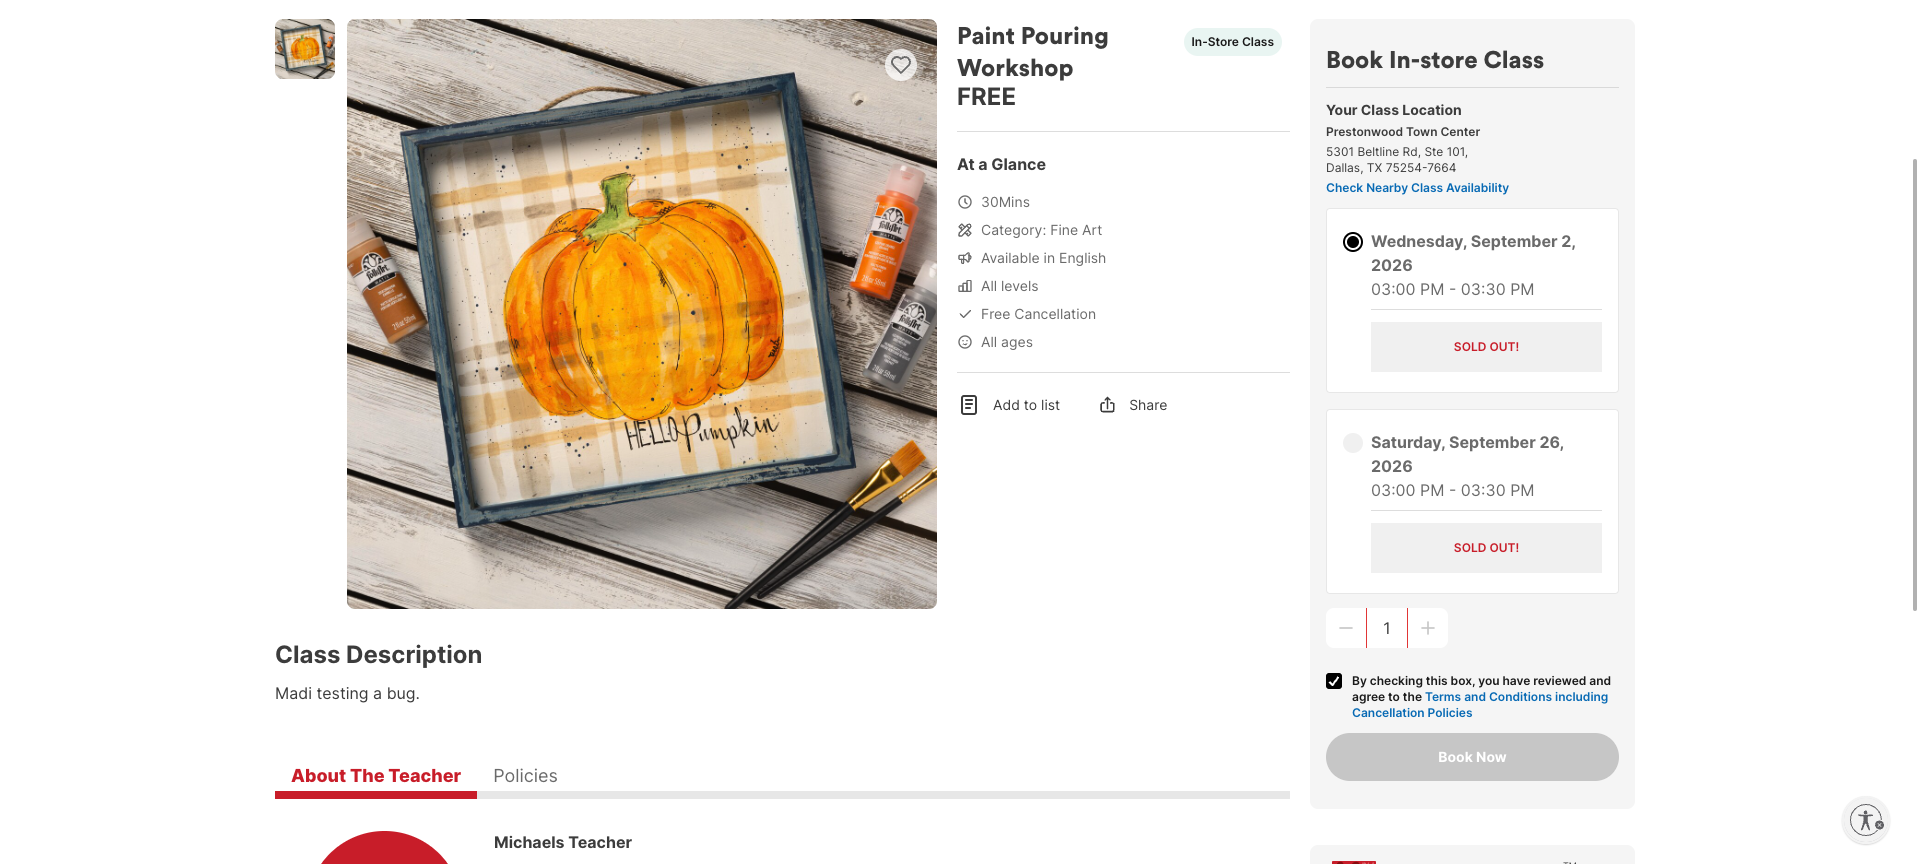 Paint Pouring
Workshop
FREE
In-Store Class
At a Glance
30Mins
Category: Fine Art
Available in English
All levels
Free Cancellation
All ages
Add to list
Share
HELLO Pumpkin
FolkArt
FolkArt
FolkArt
Class Description
Madi testing a bug.
About The Teacher
Policies
Michaels Teacher
Book In-store Class
Your Class Location
Prestonwood Town Center
5301 Beltline Rd, Ste 101,
Dallas, TX 75254-7664
Check Nearby Class Availability
Wednesday, September 2,
2026
03:00 PM - 03:30 PM
SOLD OUT!
Saturday, September 26,
2026
03:00 PM - 03:30 PM
SOLD OUT!
1
By checking this box, you have reviewed and
agree to the Terms and Conditions including
Cancellation Policies
Book Now